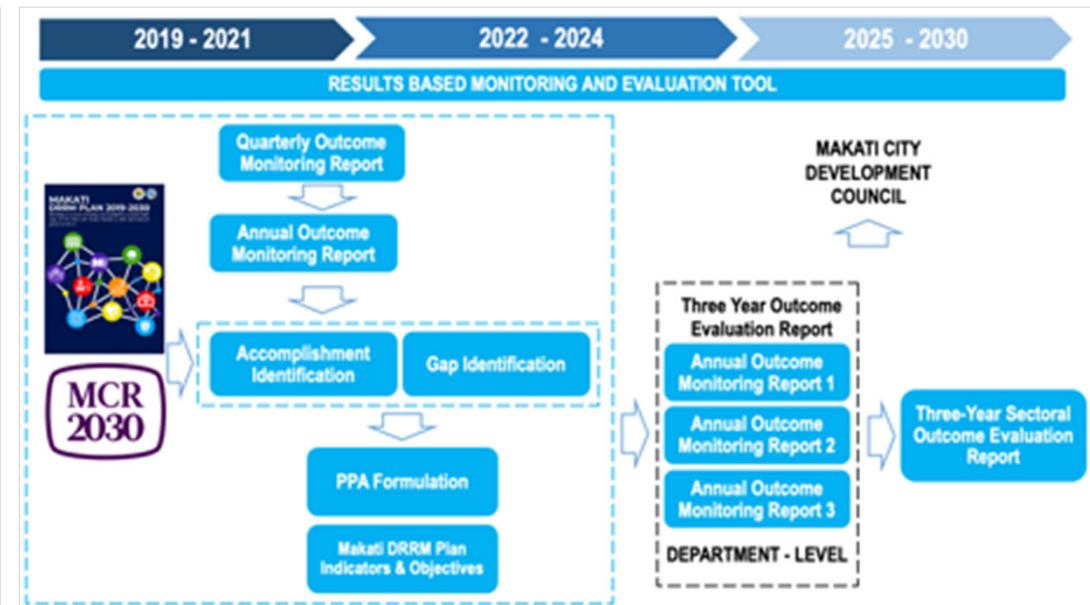 2019 - 2021
2022 - 2024
2025 - 2030
RESULTS BASED MONITORING AND EVALUATION TOOL
Quarterly Outcome
Monitoring Report
Annual Outcome
Monitoring Report
MAKATI
DRRM PLAN 2019-2030
MCR
2030
Accomplishment
Identification
Gap Identification
PPA Formulation
Makati DRRM Plan
Indicators & Objectives
MAKATI CITY
DEVELOPMENT
COUNCIL
Three Year Outcome
Evaluation Report
Annual Outcome
Monitoring Report 1
Annual Outcome
Monitoring Report 2
Annual Outcome
Monitoring Report 3
DEPARTMENT - LEVEL
Three-Year Sectoral
Outcome Evaluation
Report